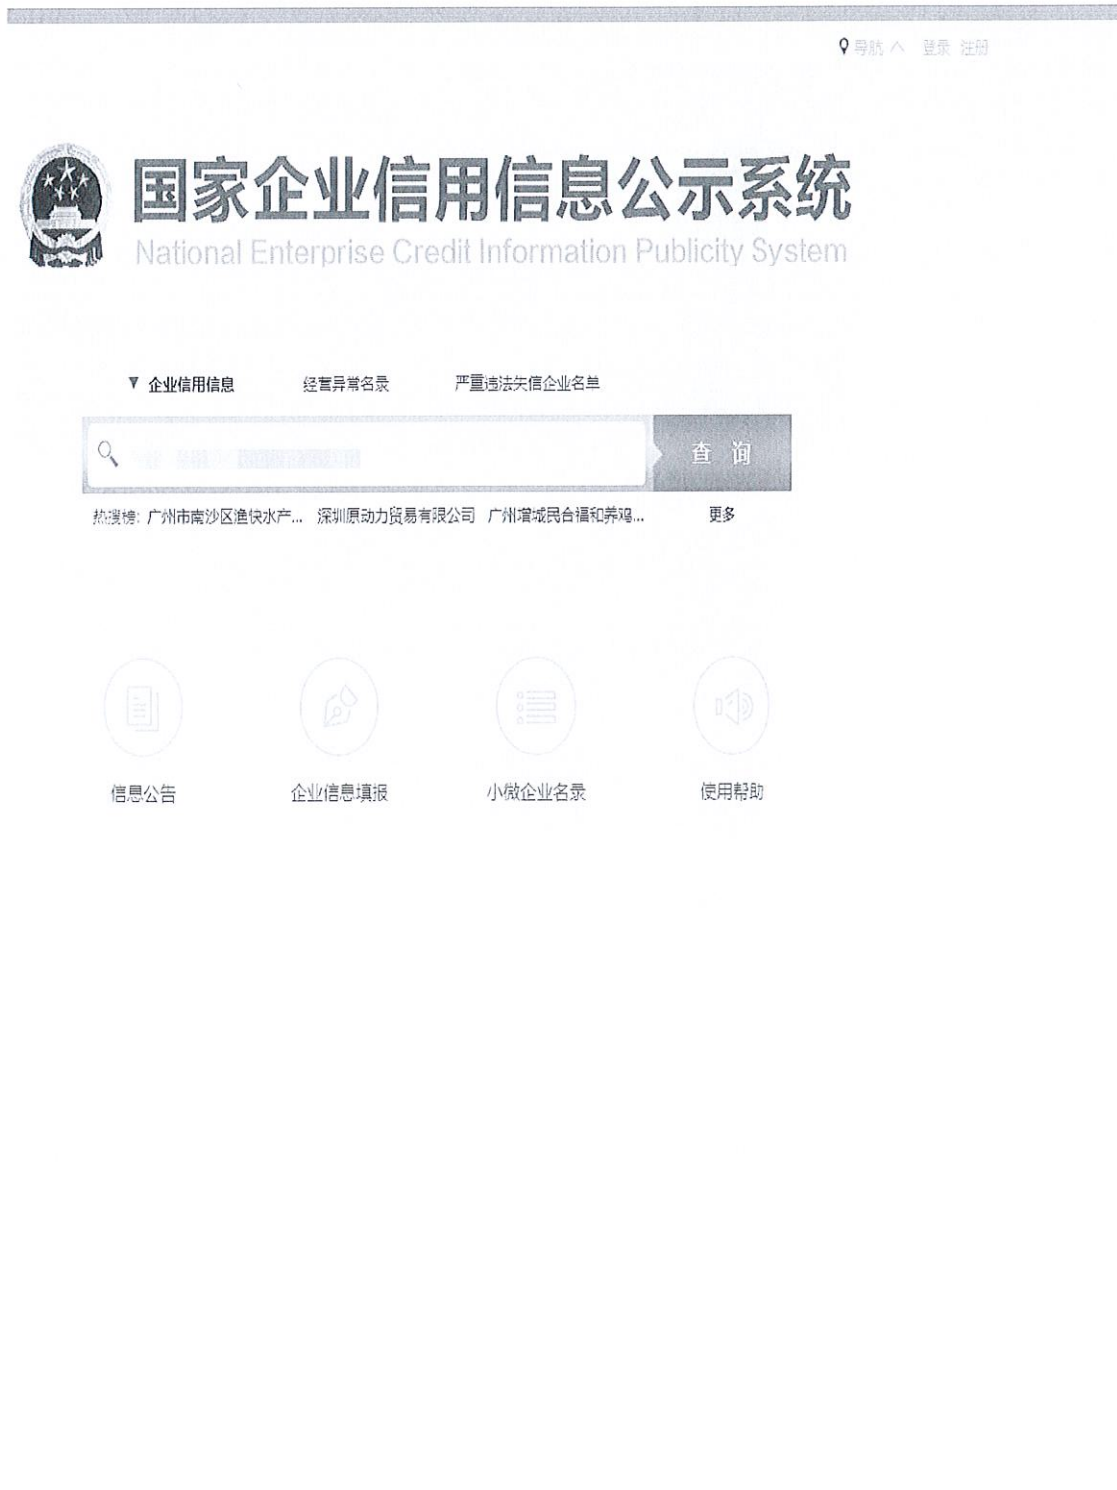 导航 登录 注册
国家企业信用信息公示系统
National Enterprise Credit Information Publicity System
企业信用信息 经营异常名录 严重违法失信企业名单
查 询
热搜榜: 广州市南沙区渔快水产... 深圳原动力贸易有限公司 广州增城民合福和养鸡... 更多
信息公告 企业信息填报 小微企业名录 使用帮助